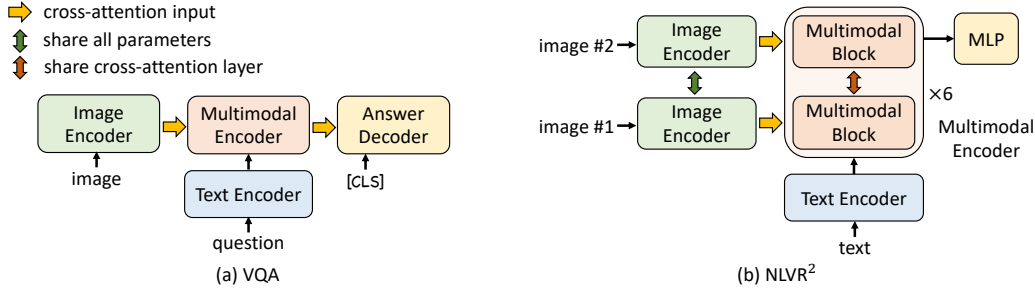 cross-attention input
share all parameters
share cross-attention layer
Image
Encoder
Multimodal
Encoder
Answer
Decoder
image
[CLS]
Text Encoder
question
(a) VQA
image #2
Image
Encoder
Multimodal
Block
MLP
image #1
Image
Encoder
Multimodal
Block
×6
Multimodal
Encoder
Text Encoder
text
(b) NLVR²